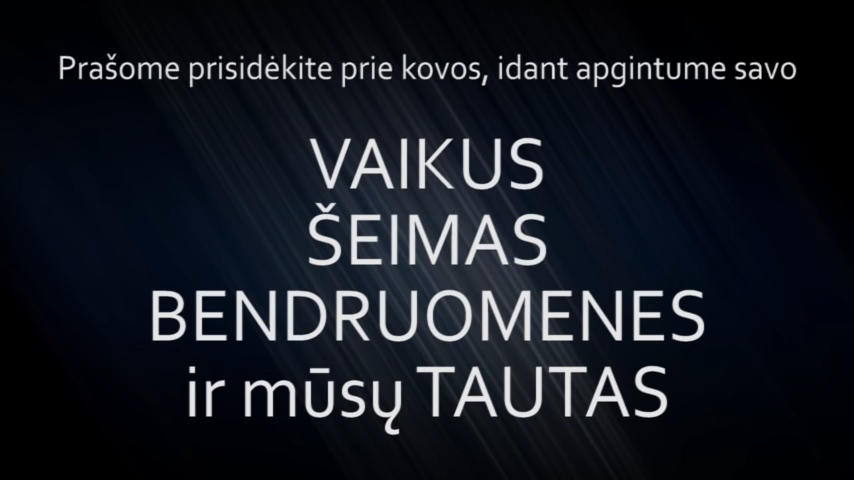 Prašome prisidėkite prie kovos, idant apgintume savo
VAIKUS
ŠEIMAS
BENDRUOMENES
ir mūsų TAUTAS